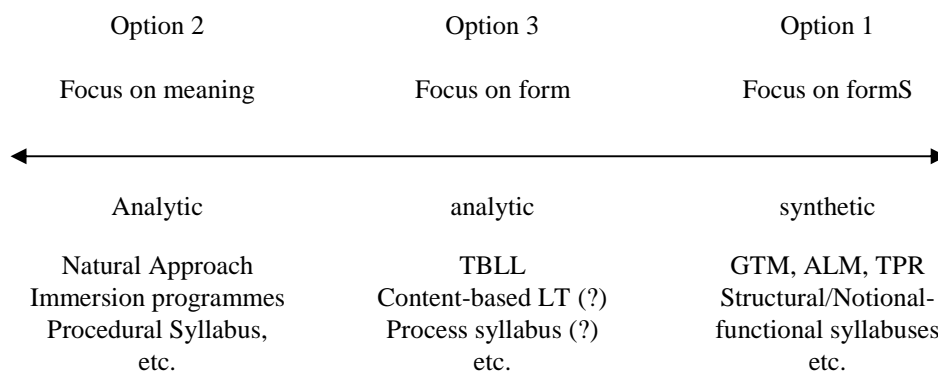 Option 2 Option 3 Option 1
Focus on meaning Focus on form Focus on formS
Analytic analytic synthetic
Natural Approach TBLL GTM, ALM, TPR
Immersion programmes Content-based LT (?) Structural/Notional-
Procedural Syllabus, Process syllabus (?) functional syllabuses
etc. etc. etc.